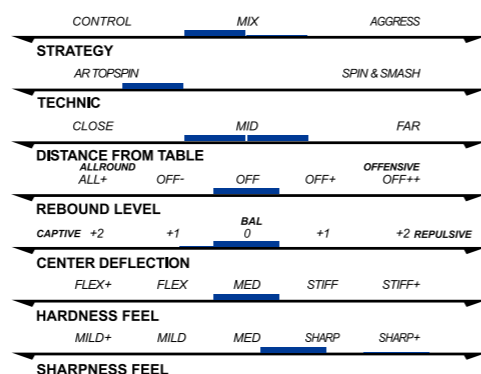 CONTROL MIX AGGRESS
STRATEGY
AR TOPSPIN SPIN & SMASH
TECHNIC
CLOSE MID FAR
DISTANCE FROM TABLE
ALLROUND OFFENSIVE
ALL+ OFF- OFF OFF+ OFF++
REBOUND LEVEL
BAL
CAPTIVE +2 +1 0 +1 +2 REPULSIVE
CENTER DEFLECTION
FLEX+ FLEX MED STIFF STIFF+
HARDNESS FEEL
MILD+ MILD MED SHARP SHARP+
SHARPNESS FEEL